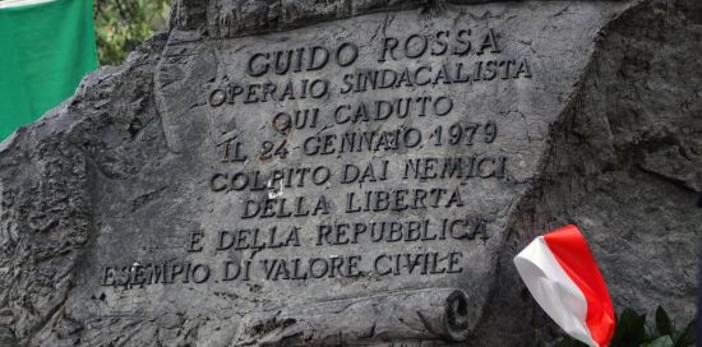 GUIDO ROSSA
OPERAIO SINDACALISTA
QUI CADUTO
IL 24 GENNAIO 1979
COLPITO DAI NEMICI
DELLA LIBERTÀ
E DELLA REPUBBLICA
ESEMPIO DI VALORE CIVILE